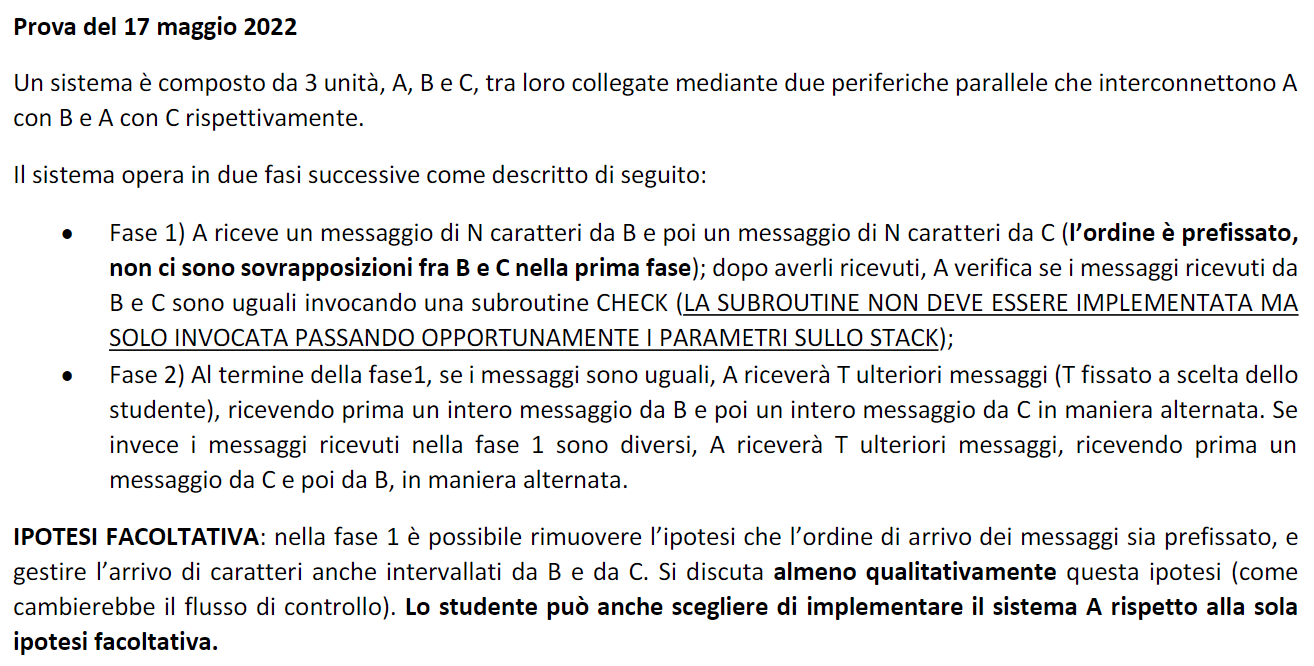 Prova del 17 maggio 2022
Un sistema è composto da 3 unità, A, B e C, tra loro collegate mediante due periferiche parallele che interconnettono A
con B e A con C rispettivamente.
Il sistema opera in due fasi successive come descritto di seguito:
• Fase 1) A riceve un messaggio di N caratteri da B e poi un messaggio di N caratteri da C (l’ordine è prefissato,
non ci sono sovrapposizioni fra B e C nella prima fase); dopo averli ricevuti, A verifica se i messaggi ricevuti da
B e C sono uguali invocando una subroutine CHECK (LA SUBROUTINE NON DEVE ESSERE IMPLEMENTATA MA
SOLO INVOCATA PASSANDO OPPORTUNAMENTE I PARAMETRI SULLO STACK);
• Fase 2) Al termine della fase1, se i messaggi sono uguali, A riceverà T ulteriori messaggi (T fissato a scelta dello
studente), ricevendo prima un intero messaggio da B e poi un intero messaggio da C in maniera alternata. Se
invece i messaggi ricevuti nella fase 1 sono diversi, A riceverà T ulteriori messaggi, ricevendo prima un
messaggio da C e poi da B, in maniera alternata.
IPOTESI FACOLTATIVA: nella fase 1 è possibile rimuovere l’ipotesi che l’ordine di arrivo dei messaggi sia prefissato, e
gestire l’arrivo di caratteri anche intervallati da B e da C. Si discuta almeno qualitativamente questa ipotesi (come
cambierebbe il flusso di controllo). Lo studente può anche scegliere di implementare il sistema A rispetto alla sola
ipotesi facoltativa.